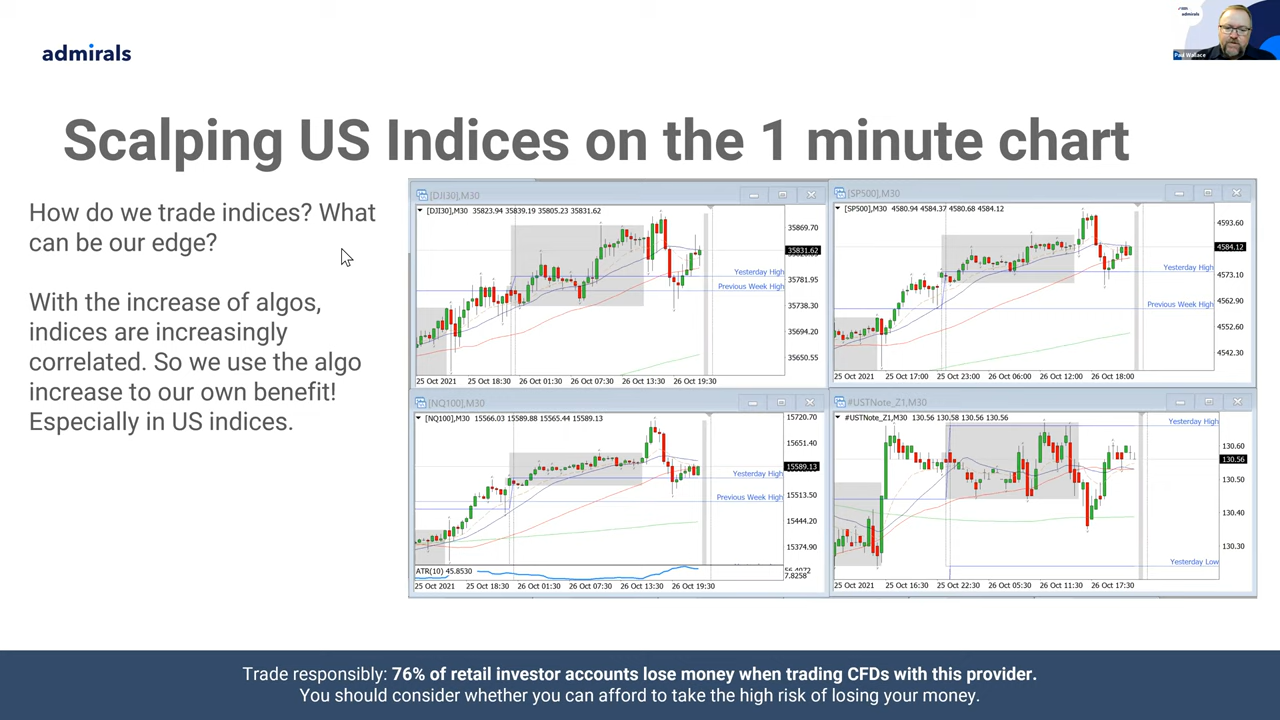 admirals
admirals
Paul Wallace
Scalping US Indices on the 1 minute chart
How do we trade indices? What
can be our edge?
With the increase of algos,
indices are increasingly
correlated. So we use the algo
increase to our own benefit!
Especially in US indices.
[DJI30],M30
[DJI30],M30 35823.94 35839.19 35805.23 35831.62
35869.70
35831.62
35781.95
35738.30
35694.20
35650.55
Yesterday High
Previous Week High
25 Oct 2021 25 Oct 18:30 26 Oct 01:30 26 Oct 07:30 26 Oct 13:30 26 Oct 19:30
[SP500],M30
[SP500],M30 4580.94 4584.37 4580.68 4584.12
4593.60
4584.12
4573.10
4562.90
4552.60
4542.30
Yesterday High
Previous Week High
25 Oct 2021 25 Oct 17:00 25 Oct 23:00 26 Oct 06:00 26 Oct 12:00 26 Oct 18:00
[NQ100],M30
[NQ100],M30 15566.03 15589.88 15565.44 15589.13
15720.70
15651.40
15589.13
15513.50
15444.20
15374.90
Yesterday High
Previous Week High
ATR(10) 45.8530
25 Oct 2021 25 Oct 18:30 26 Oct 01:30 26 Oct 07:30 26 Oct 13:30 26 Oct 19:30
#USTNote_Z1,M30
#USTNote_Z1,M30 130.56 130.58 130.56 130.56
Yesterday High
130.60
130.56
130.50
130.40
130.30
Yesterday Low
25 Oct 2021 25 Oct 16:30 25 Oct 22:30 26 Oct 05:30 26 Oct 11:30 26 Oct 17:30
Trade responsibly: 76% of retail investor accounts lose money when trading CFDs with this provider.
You should consider whether you can afford to take the high risk of losing your money.